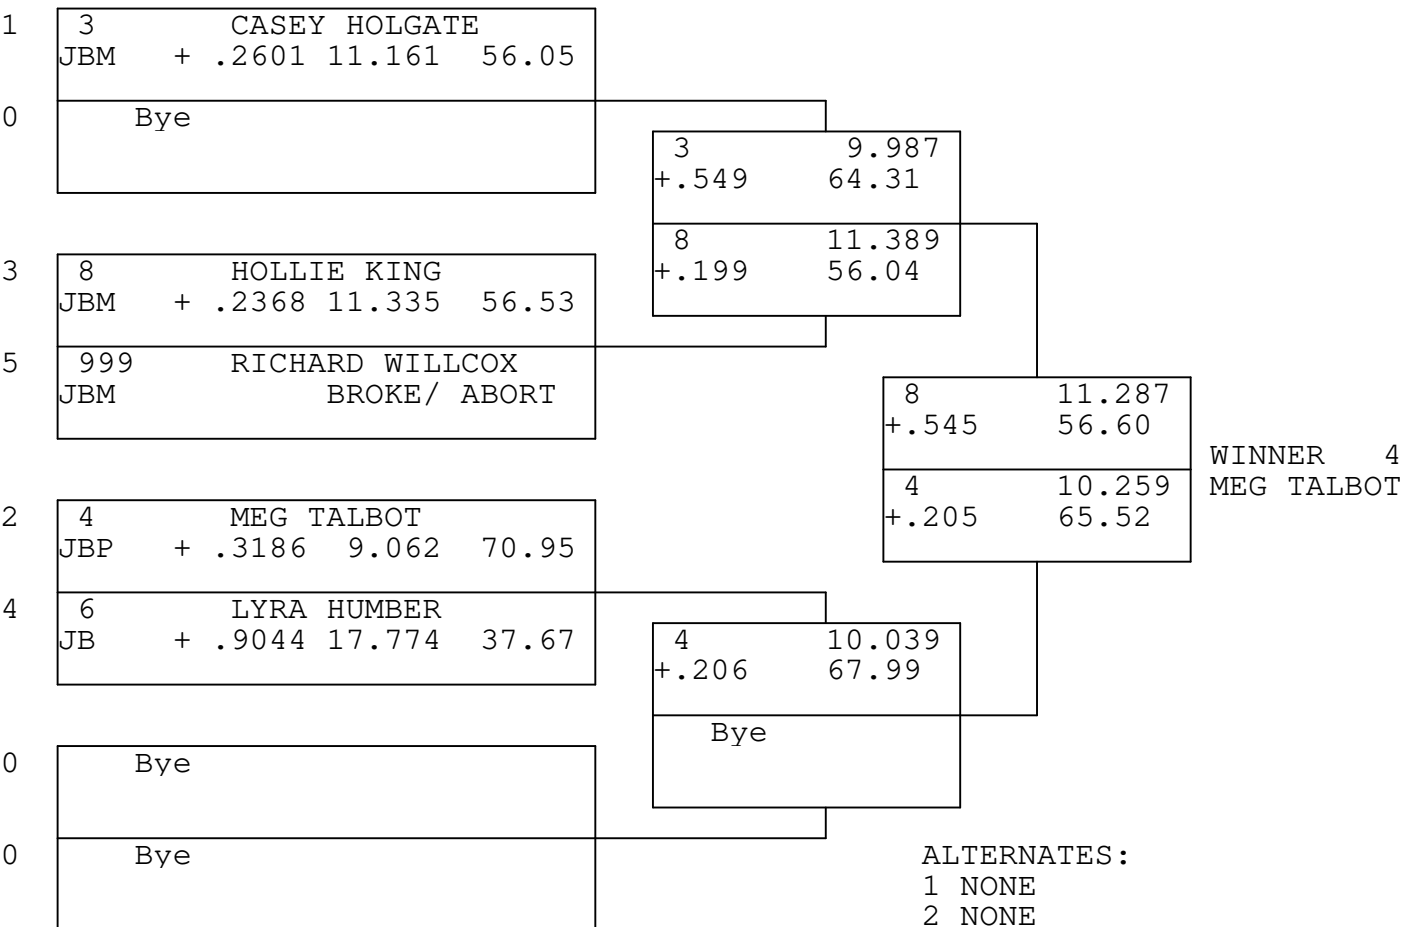 1 3 CASEY HOLGATE
JBM + .2601 11.161 56.05
0 Bye
3 9.987
+.549 64.31
8 11.389
+.199 56.04
3 8 HOLLIE KING
JBM + .2368 11.335 56.53
5 999 RICHARD WILLCOX
JBM BROKE/ ABORT
8 11.287
+.545 56.60
4 10.259
+.205 65.52
WINNER 4
MEG TALBOT
2 4 MEG TALBOT
JBP + .3186 9.062 70.95
4 6 LYRA HUMBER
JB + .9044 17.774 37.67
4 10.039
+.206 67.99
Bye
0 Bye
0 Bye
ALTERNATES:
1 NONE
2 NONE